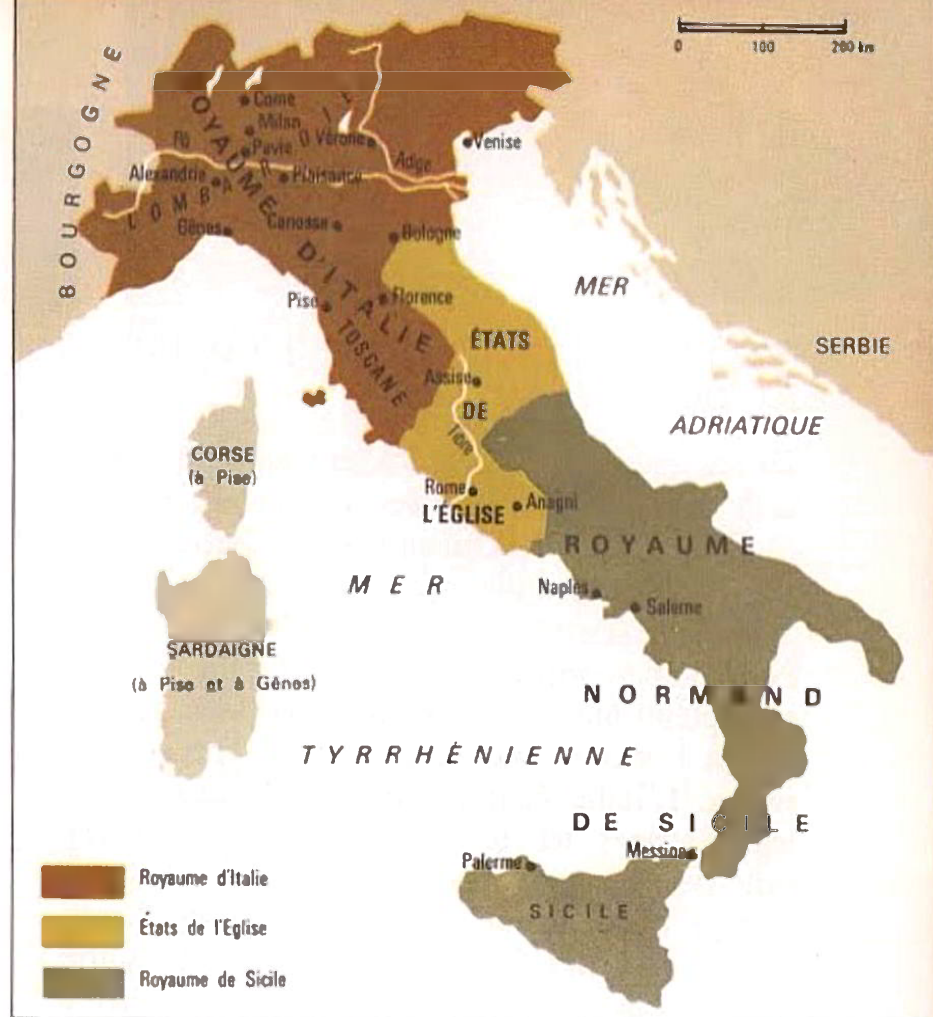 0 100 200 km
BOURGOGNE
Come
Milan
Pô
Pavie
Vérone
Venise
Adige
Alexandrie
Plaisance
LOMBARDIE
Gênes
Canossa
Bologne
ROYAUME D'ITALIE
Pise
Florence
TOSCANE
MER
ADRIATIQUE
SERBIE
ÉTATS
DE
L'ÉGLISE
Assise
Rome
Anagni
CORSE
(à Pise)
SARDAIGNE
(à Pise et à Gênes)
MER
TYRRHÉNIENNE
ROYAUME
NORMAND
DE SICILE
Naples
Salerne
Messine
Palerme
SICILE
Royaume d'Italie
États de l'Eglise
Royaume de Sicile